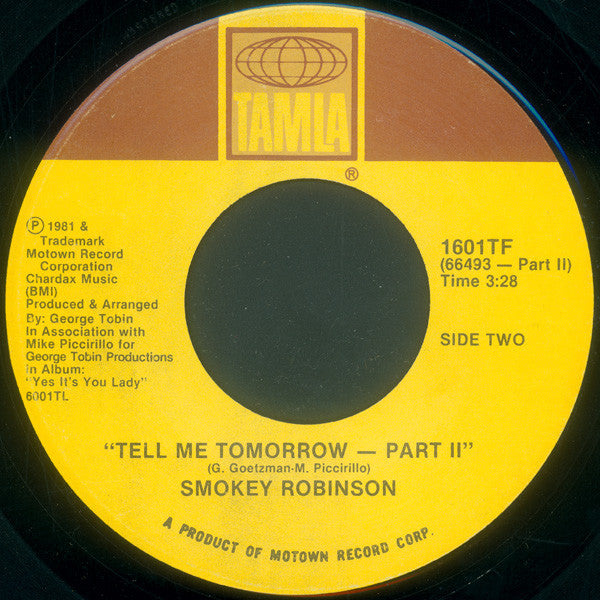 TAMLA
®
Ⓟ 1981 &
Trademark
Motown Record
Corporation
Chardax Music
(BMI)
Produced & Arranged
By: George Tobin
In Association with
Mike Piccirillo for
George Tobin Productions
In Album:
"Yes It's You Lady"
6001TL
1601TF
(66493 — Part II)
Time 3:28
SIDE TWO
"TELL ME TOMORROW — PART II"
(G. Goetzman-M. Piccirillo)
SMOKEY ROBINSON
A PRODUCT OF MOTOWN RECORD CORP.